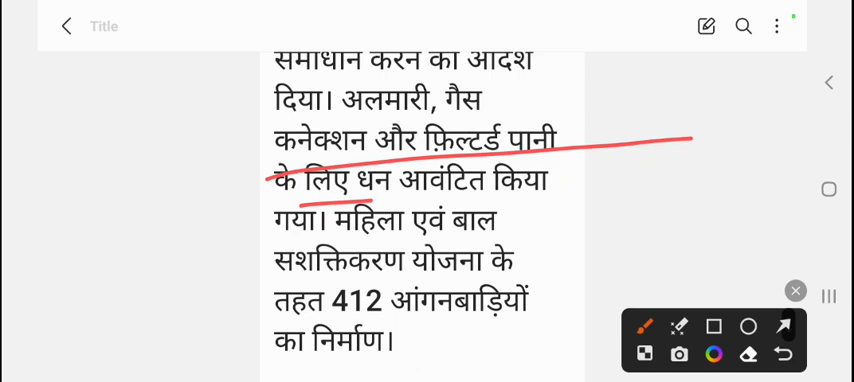 Title
समाधान करने का आदेश
दिया। अलमारी, गैस
कनेक्शन और फ़िल्टर्ड पानी
के लिए धन आवंटित किया
गया। महिला एवं बाल
सशक्तिकरण योजना के
तहत 412 आंगनबाड़ियों
का निर्माण।